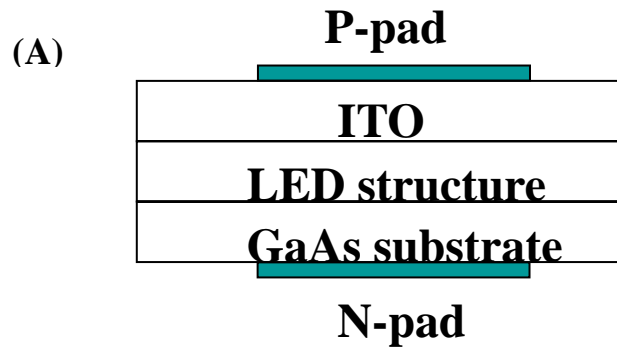 (A)
P-pad
ITO
LED structure
GaAs substrate
N-pad